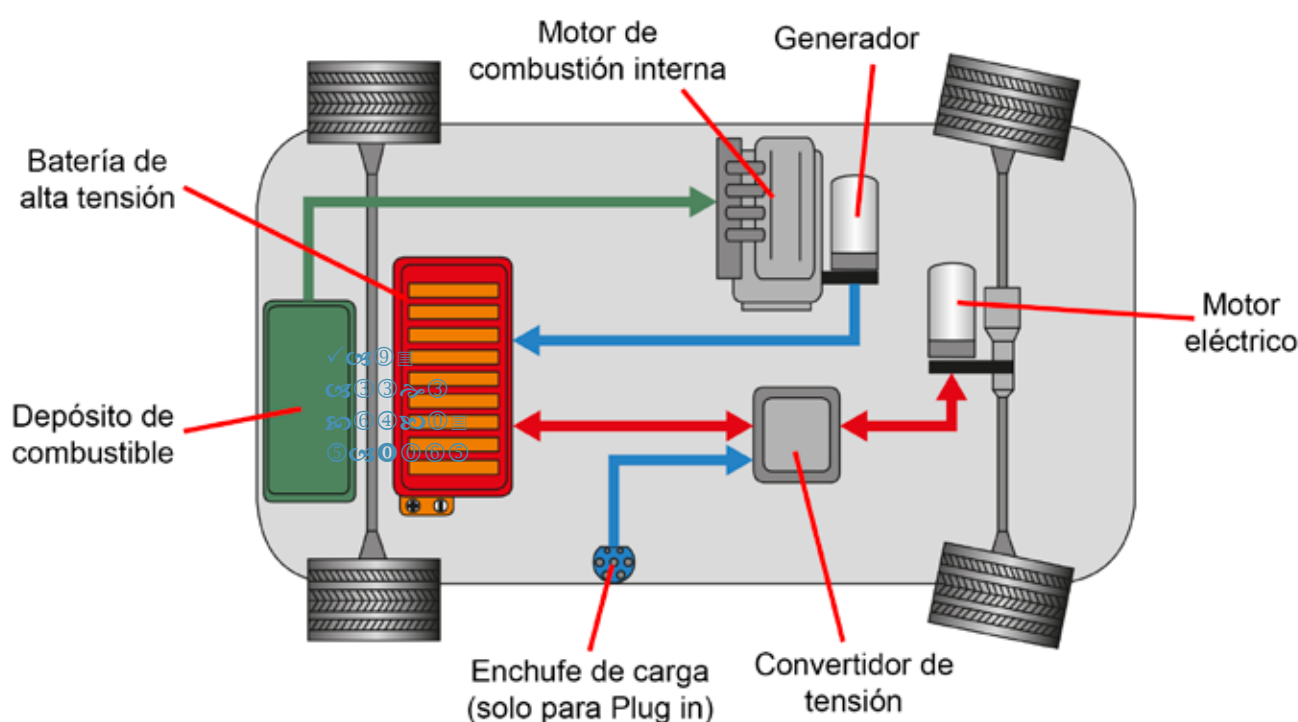 Motor de
combustión interna
Generador
Batería de
alta tensión
Motor
eléctrico
Depósito de
combustible
Enchufe de carga
(solo para Plug in)
Convertidor de
tensión